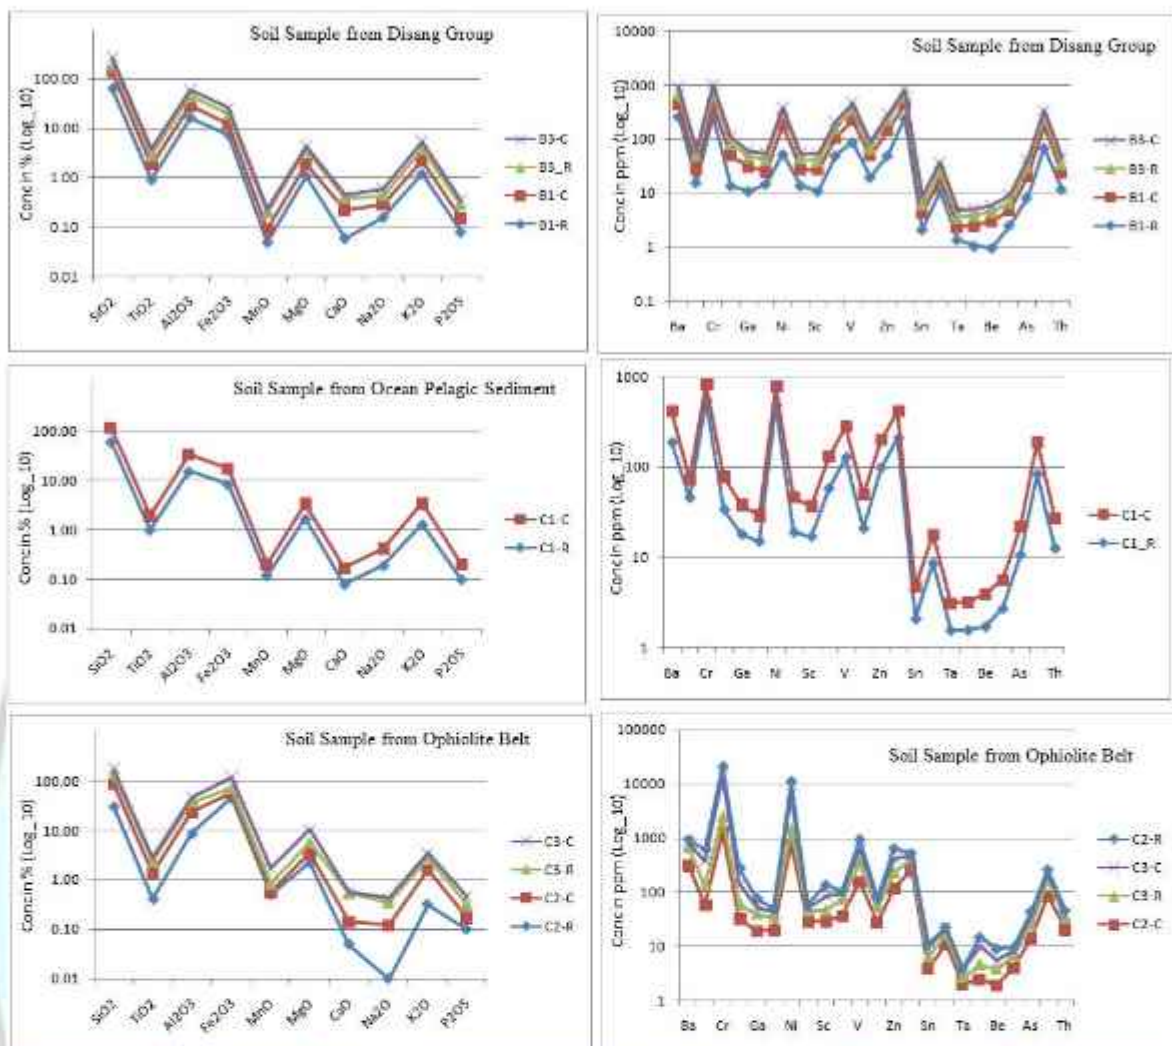 Soil Sample from Disang Group
Concin % (Log_10)
100.00
10.00
1.00
0.10
0.01
SiO2
TiO2
Al2O3
Fe2O3
MnO
MgO
CaO
Na2O
K2O
P2O5
B3-C
B3_R
B1-C
B1-R
Soil Sample from Disang Group
Concin ppm (Log_10)
10000
1000
100
10
1
0.1
Ba
Cr
Ga
Ni
Sc
V
Zn
Sn
Ta
Be
As
Th
B3-C
B3-R
B1-C
B1-R
Soil Sample from Ocean Pelagic Sediment
Concin % (Log_10)
100.00
10.00
1.00
0.10
0.01
SiO2
TiO2
Al2O3
Fe2O3
MnO
MgO
CaO
Na2O
K2O
P2O5
C1-C
C1-R
Concin ppm (Log_10)
1000
100
10
1
Ba
Cr
Ga
Ni
Sc
V
Zn
Sn
Ta
Be
As
Th
C1-C
C1_R
Soil Sample from Ophiolite Belt
Concin % (Log_10)
100.00
10.00
1.00
0.10
0.01
SiO2
TiO2
Al2O3
Fe2O3
MnO
MgO
CaO
Na2O
K2O
P2O5
C3-C
C3-R
C2-C
C2-R
Soil Sample from Ophiolite Belt
Concin ppm (Log_10)
100000
10000
1000
100
10
1
Ba
Cr
Ga
Ni
Sc
V
Zn
Sn
Ta
Be
As
Th
C2-R
C3-C
C3-R
C2-C